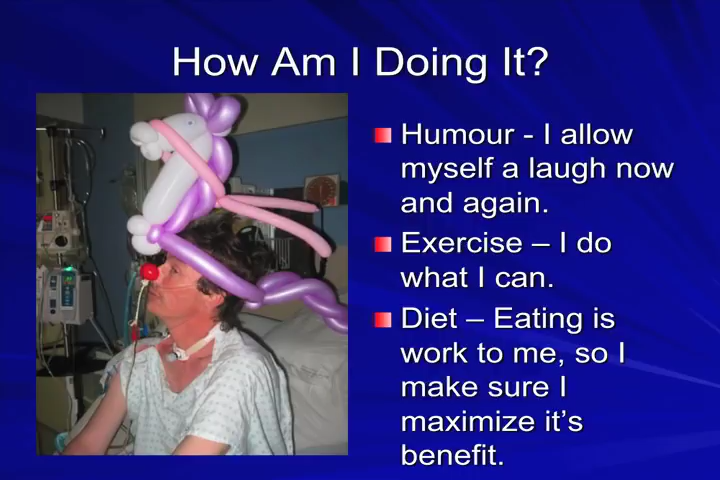 How Am I Doing It?
Humour - I allow
myself a laugh now
and again.
Exercise – I do
what I can.
Diet – Eating is
work to me, so I
make sure I
maximize it’s
benefit.